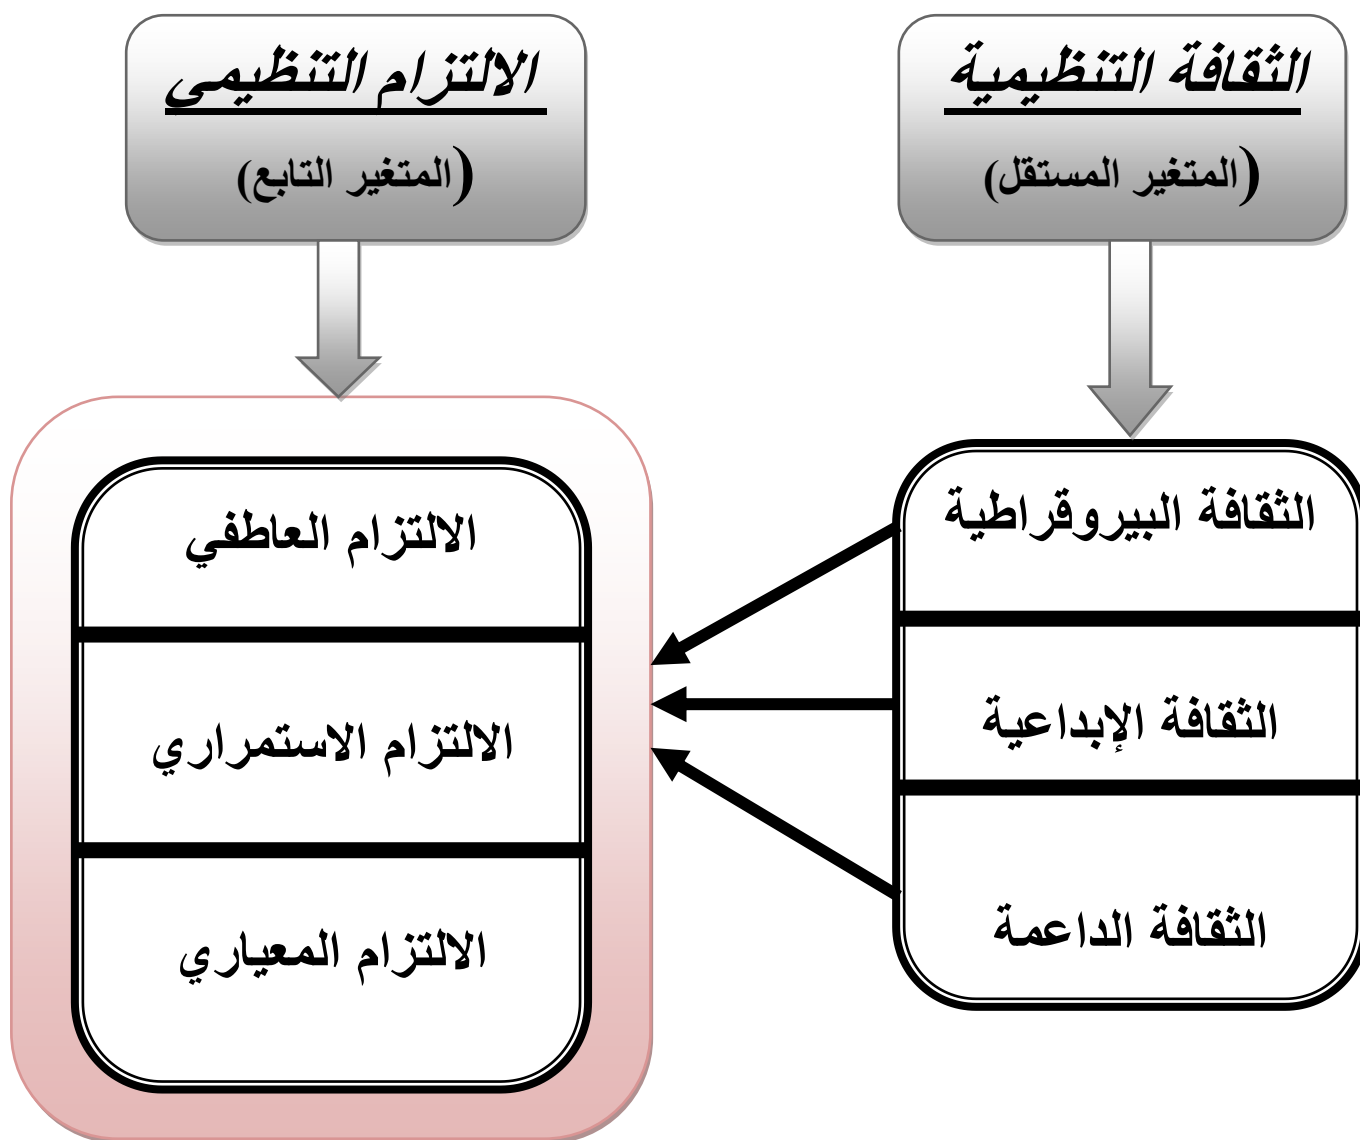 الثقافة التنظيمية
(المتغير المستقل)
الالتزام التنظيمي
(المتغير التابع)
الثقافة البيروقراطية
الثقافة الإبداعية
الثقافة الداعمة
الالتزام العاطفي
الالتزام الاستمراري
الالتزام المعياري